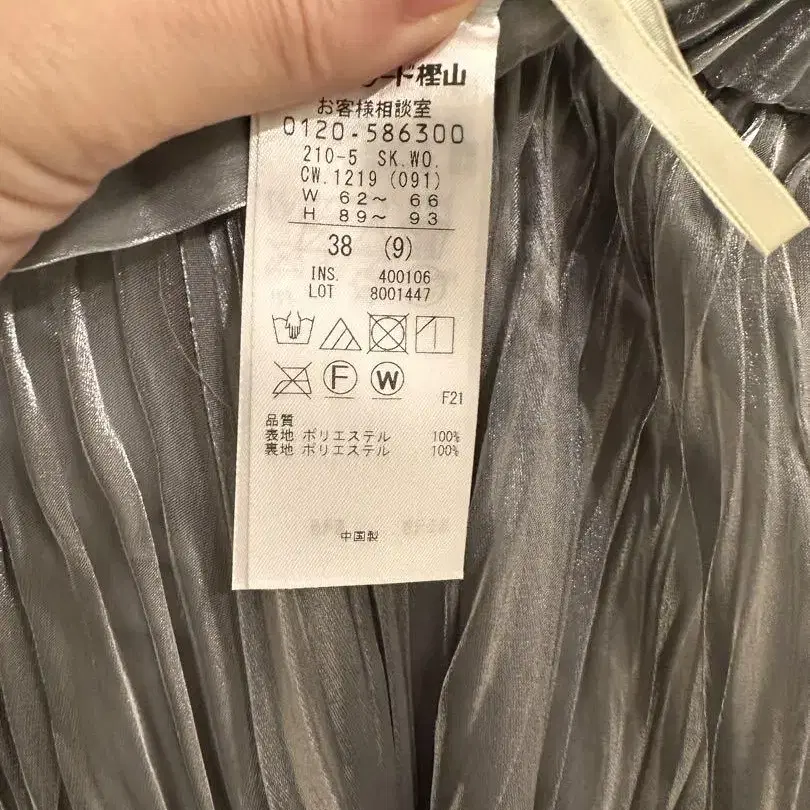 ード樫山
お客様相談室
0120-586300
210-5 SK.WO.
CW.1219 (091)
W 62～ 66
H 89～ 93
38 (9)
INS. 400106
LOT 8001447
F W
F21
品質
表地 ポリエステル 100%
裏地 ポリエステル 100%
中国製